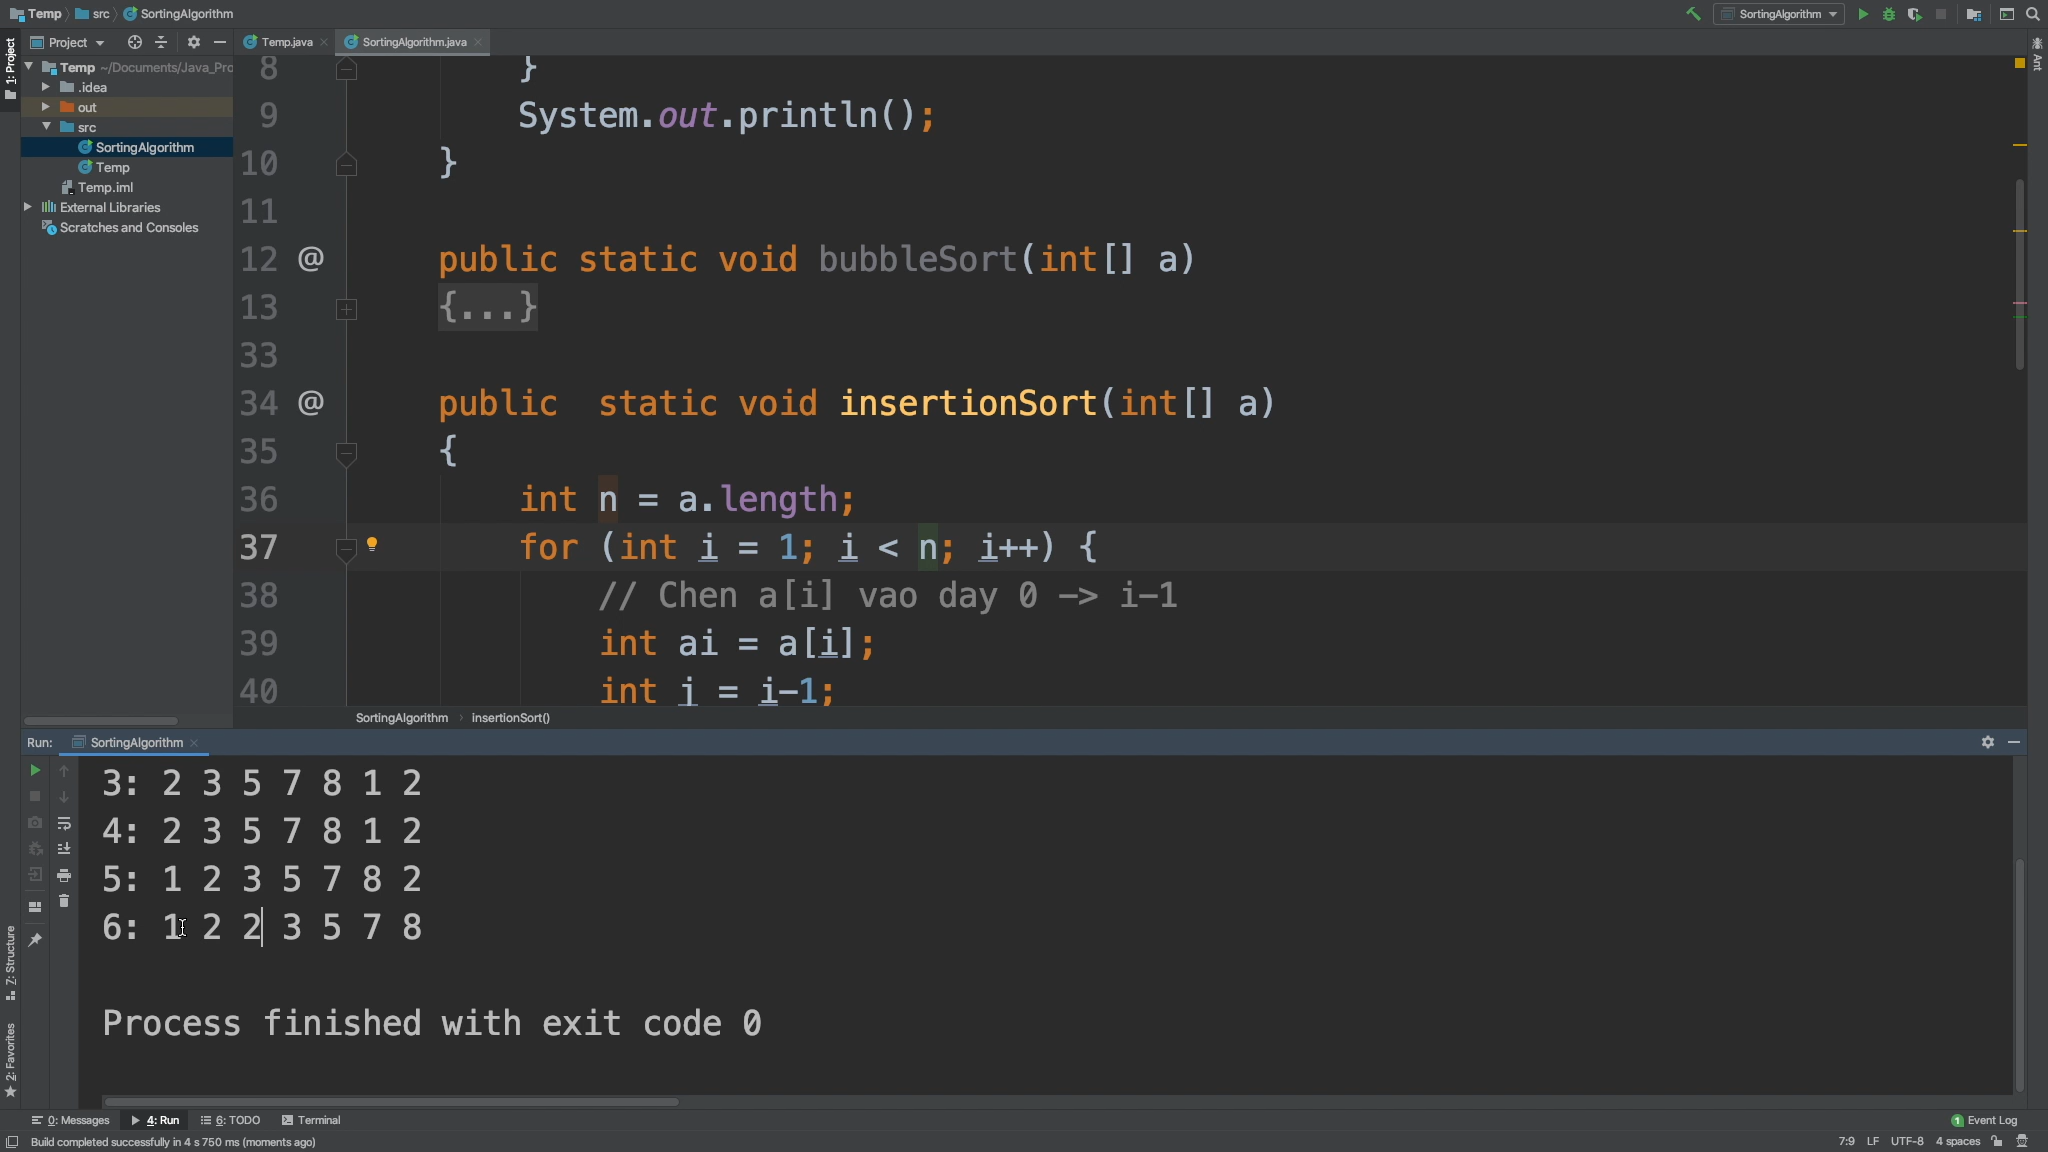 Temp src SortingAlgorithm
SortingAlgorithm
1: Project
Project
Temp.java
SortingAlgorithm.java
Ant
Temp ~/Documents/Java_Pro
.idea
out
src
SortingAlgorithm
Temp
Temp.iml
External Libraries
Scratches and Consoles
8 }
9 System.out.println();
10 }
11
12 @ public static void bubbleSort(int[] a)
13 {...}
33
34 @ public  static void insertionSort(int[] a)
35 {
36 int n = a.length;
37 for (int i = 1; i < n; i++) {
38 // Chen a[i] vao day 0 -> i-1
39 int ai = a[i];
40 int j = i-1;
SortingAlgorithm insertionSort()
Run: SortingAlgorithm
3: 2 3 5 7 8 1 2
4: 2 3 5 7 8 1 2
5: 1 2 3 5 7 8 2
6: 1 2 2 3 5 7 8
Process finished with exit code 0
Z: Structure
2: Favorites
0: Messages 4: Run 6: TODO Terminal
1 Event Log
Build completed successfully in 4 s 750 ms (moments ago)
7:9 LF UTF-8 4 spaces